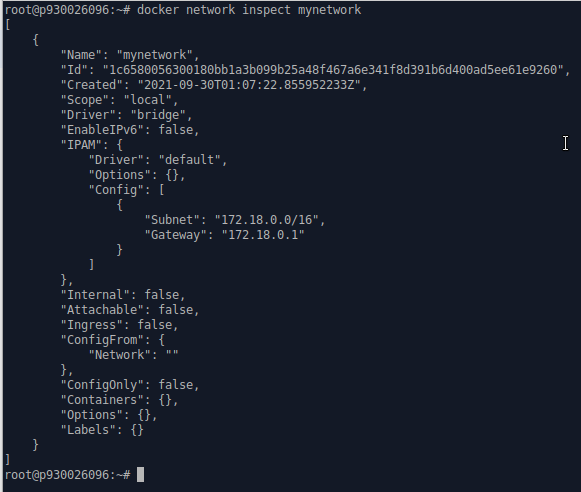 root@p930026096:~# docker network inspect mynetwork
[
    {
        "Name": "mynetwork",
        "Id": "1c6580056300180bb1a3b099b25a48f467a6e341f8d391b6d400ad5ee61e9260",
        "Created": "2021-09-30T01:07:22.855952233Z",
        "Scope": "local",
        "Driver": "bridge",
        "EnableIPv6": false,
        "IPAM": {
            "Driver": "default",
            "Options": {},
            "Config": [
                {
                    "Subnet": "172.18.0.0/16",
                    "Gateway": "172.18.0.1"
                }
            ]
        },
        "Internal": false,
        "Attachable": false,
        "Ingress": false,
        "ConfigFrom": {
            "Network": ""
        },
        "ConfigOnly": false,
        "Containers": {},
        "Options": {},
        "Labels": {}
    }
]
root@p930026096:~#